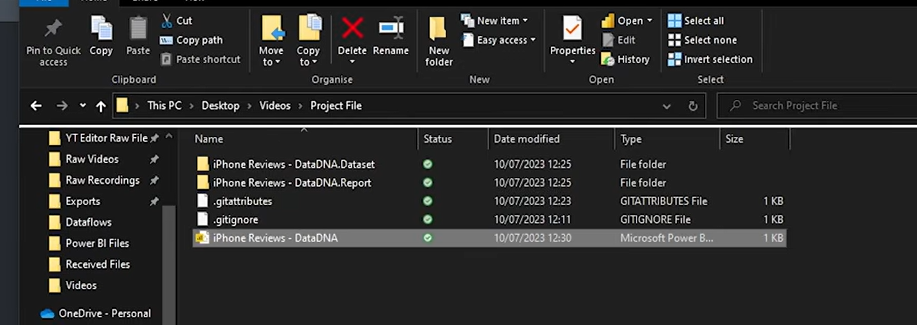 Cut
Copy path
Paste shortcut
Pin to Quick access
Copy
Paste
Clipboard
Move to
Copy to
Delete
Rename
Organise
New folder
New item
Easy access
New
Properties
Open
Edit
History
Open
Select all
Select none
Invert selection
Select
This PC > Desktop > Videos > Project File
Search Project File
YT Editor Raw File
Raw Videos
Raw Recordings
Exports
Dataflows
Power BI Files
Received Files
Videos
OneDrive - Personal
Name Status Date modified Type Size
iPhone Reviews - DataDNA.Dataset 10/07/2023 12:25 File folder
iPhone Reviews - DataDNA.Report 10/07/2023 12:25 File folder
.gitattributes 10/07/2023 12:23 GITATTRIBUTES File 1 KB
.gitignore 10/07/2023 12:11 GITIGNORE File 1 KB
iPhone Reviews - DataDNA 10/07/2023 12:30 Microsoft Power B... 1 KB